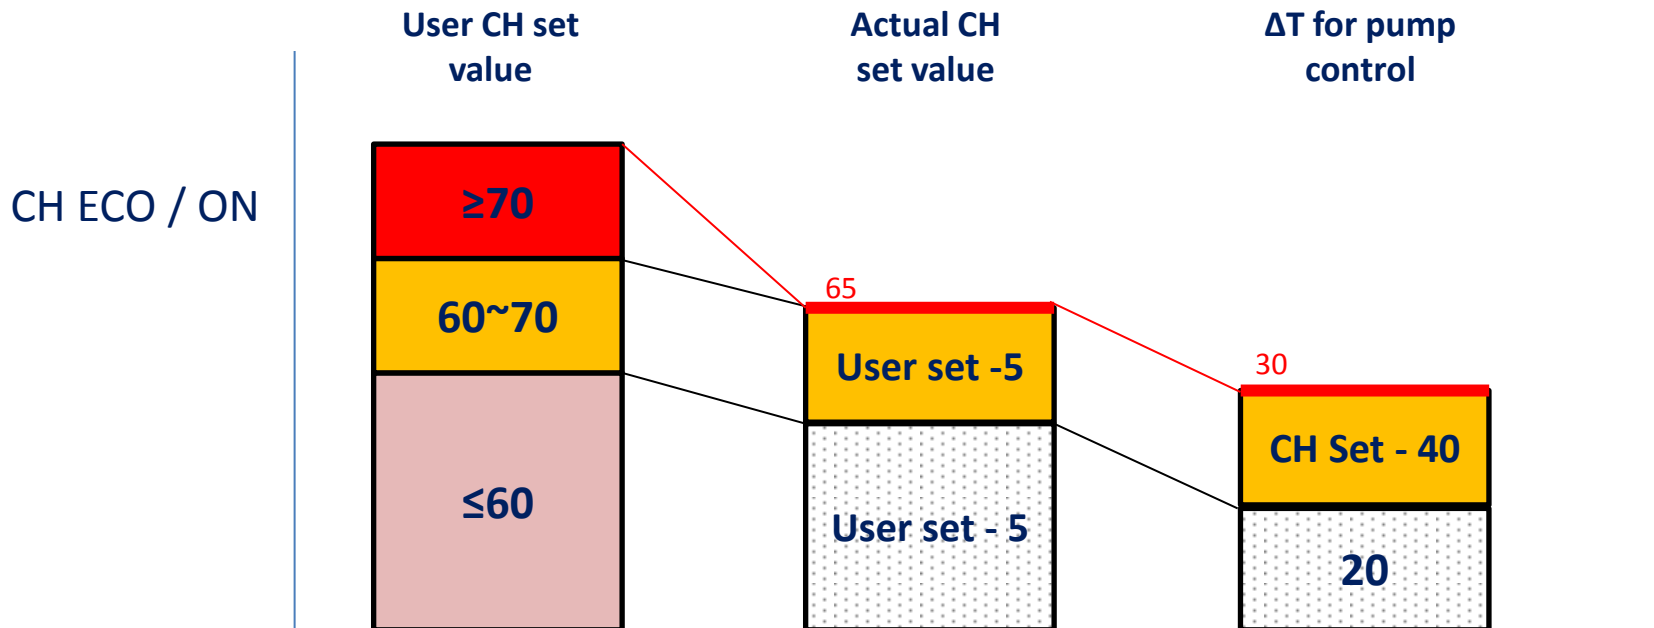 User CH set
value
Actual CH
set value
ΔT for pump
control
CH ECO / ON
≥70
60~70
≤60
65
User set -5
User set - 5
30
CH Set - 40
20